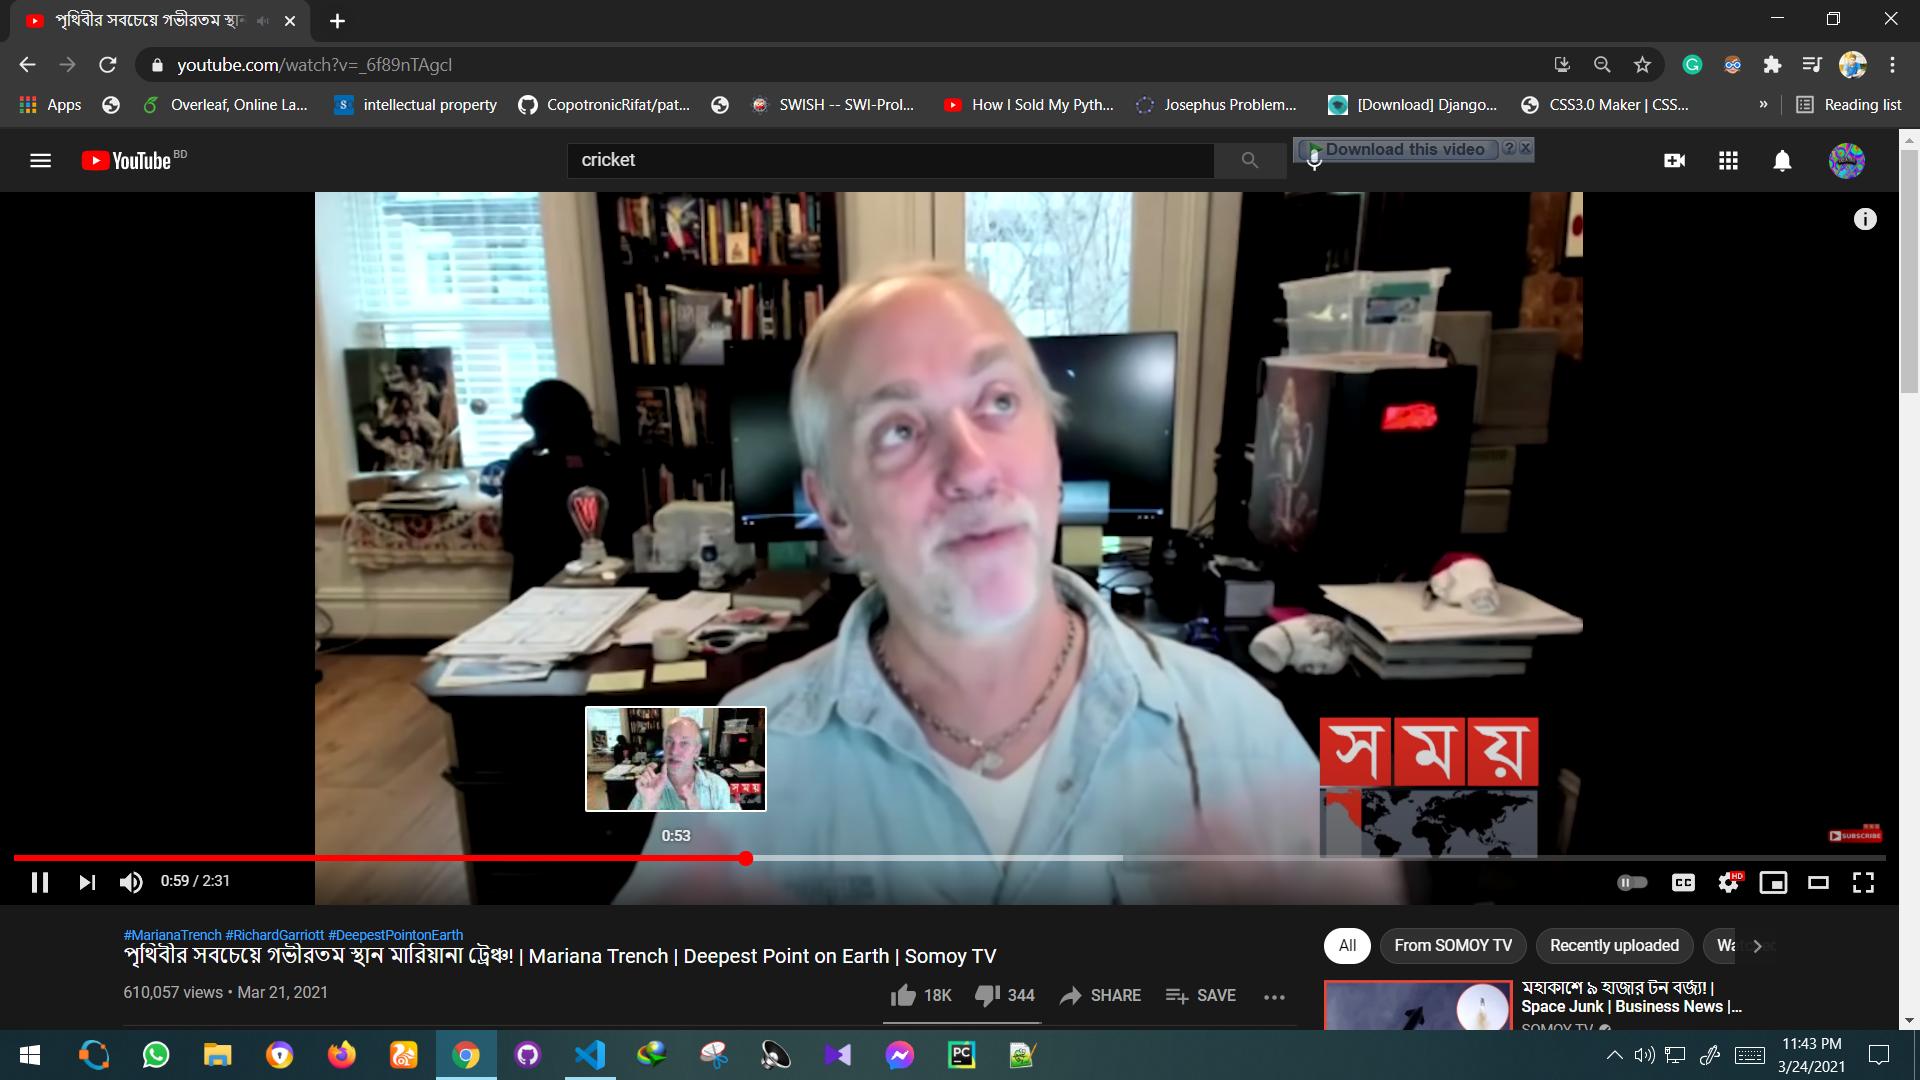 পৃথিবীর সবচেয়ে গভীরতম স্থান
youtube.com/watch?v=_6f89nTAgcI
Apps
Overleaf, Online La...
intellectual property
CopotronicRifat/pat...
SWISH -- SWI-Prol...
How I Sold My Pyth...
Josephus Problem...
[Download] Django...
CSS3.0 Maker | CSS...
»
Reading list
YouTube BD
cricket
Download this video
সময়
SUBSCRIBE
0:53
0:59 / 2:31
CC
HD
#MarianaTrench #RichardGarriott #DeepestPointonEarth
পৃথিবীর সবচেয়ে গভীরতম স্থান মারিয়ানা ট্রেঞ্চ! | Mariana Trench | Deepest Point on Earth | Somoy TV
610,057 views • Mar 21, 2021
18K
344
SHARE
SAVE
All
From SOMOY TV
Recently uploaded
মহাকাশে ৯ হাজার টন বর্জ্য! |
Space Junk | Business News |...
SOMOY TV
PC
11:43 PM
3/24/2021